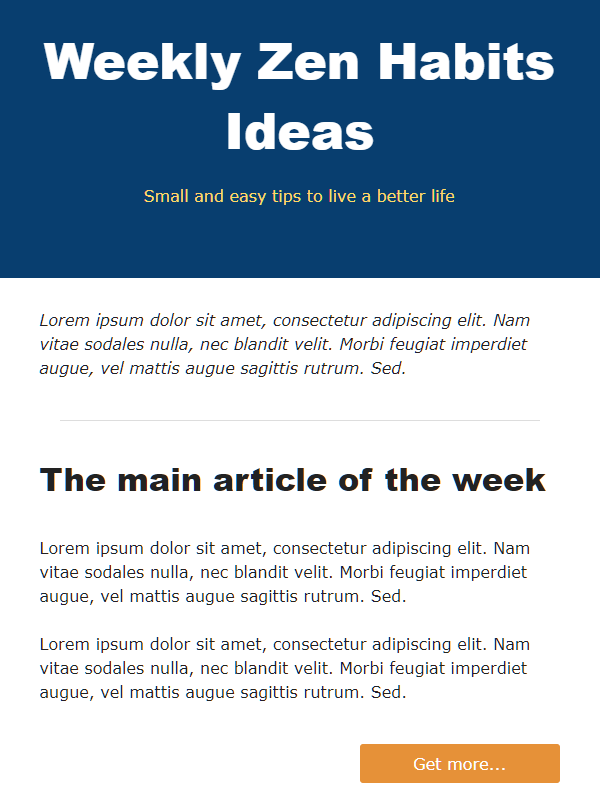 Weekly Zen Habits
Ideas
Small and easy tips to live a better life
Lorem ipsum dolor sit amet, consectetur adipiscing elit. Nam
vitae sodales nulla, nec blandit velit. Morbi feugiat imperdiet
augue, vel mattis augue sagittis rutrum. Sed.
The main article of the week
Lorem ipsum dolor sit amet, consectetur adipiscing elit. Nam
vitae sodales nulla, nec blandit velit. Morbi feugiat imperdiet
augue, vel mattis augue sagittis rutrum. Sed.
Lorem ipsum dolor sit amet, consectetur adipiscing elit. Nam
vitae sodales nulla, nec blandit velit. Morbi feugiat imperdiet
augue, vel mattis augue sagittis rutrum. Sed.
Get more...